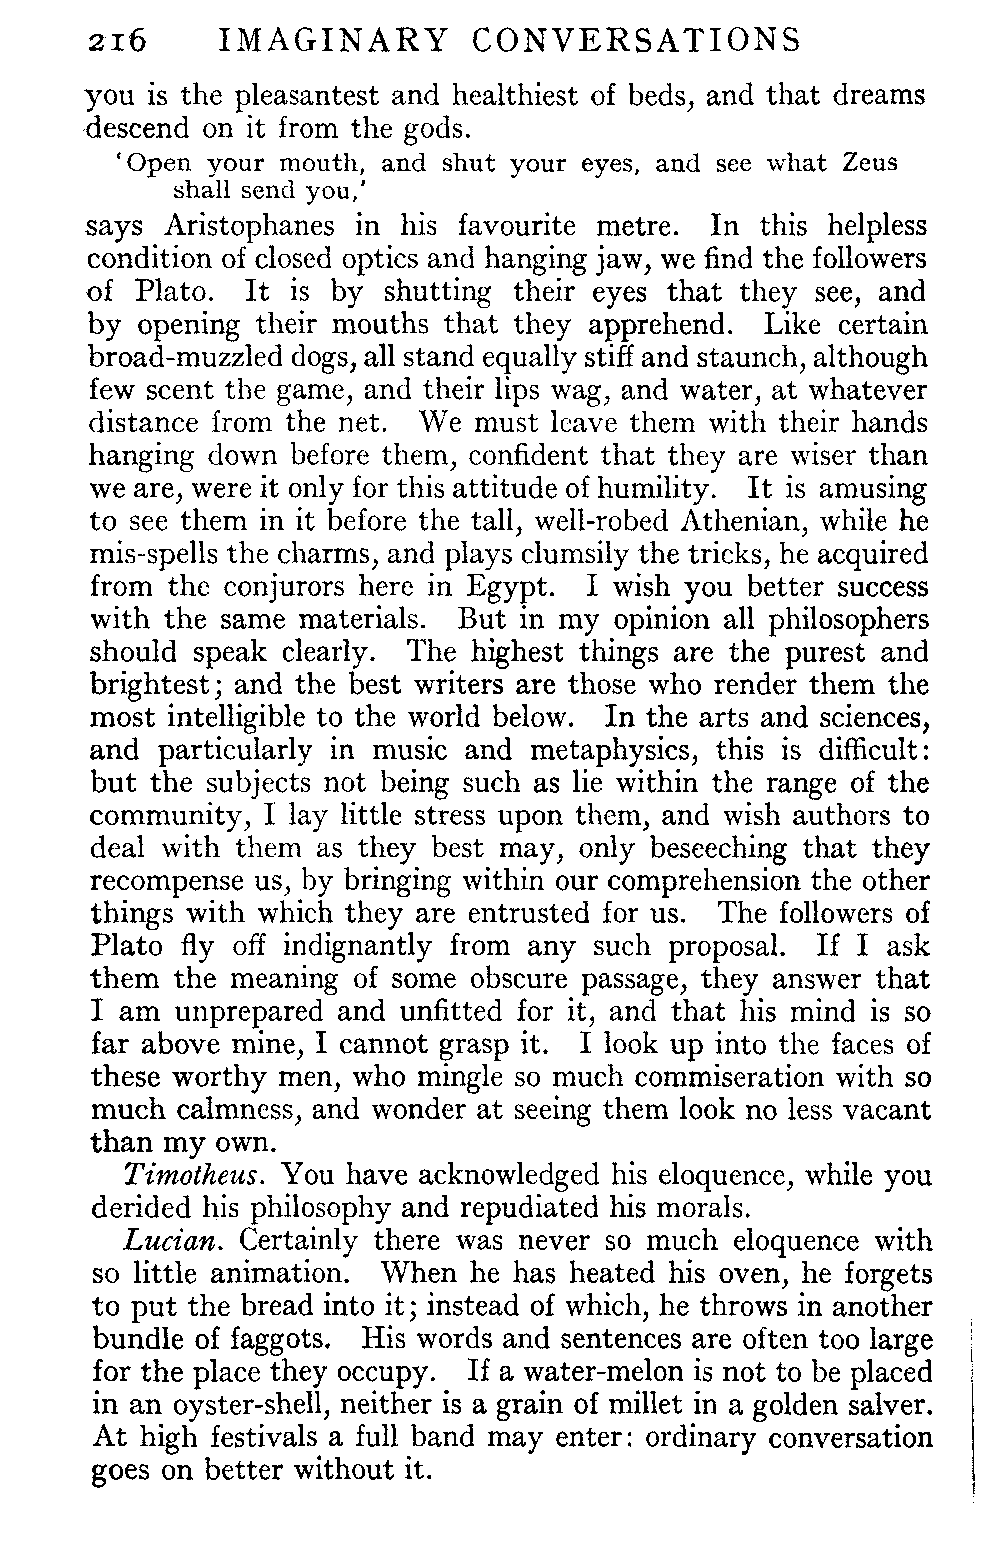 216 IMAGINARY CONVERSATIONS
you is the pleasantest and healthiest of beds, and that dreams
descend on it from the gods.
'Open your mouth, and shut your eyes, and see what Zeus
shall send you,'
says Aristophanes in his favourite metre. In this helpless
condition of closed optics and hanging jaw, we find the followers
of Plato. It is by shutting their eyes that they see, and
by opening their mouths that they apprehend. Like certain
broad-muzzled dogs, all stand equally stiff and staunch, although
few scent the game, and their lips wag, and water, at whatever
distance from the net. We must leave them with their hands
hanging down before them, confident that they are wiser than
we are, were it only for this attitude of humility. It is amusing
to see them in it before the tall, well-robed Athenian, while he
mis-spells the charms, and plays clumsily the tricks, he acquired
from the conjurors here in Egypt. I wish you better success
with the same materials. But in my opinion all philosophers
should speak clearly. The highest things are the purest and
brightest; and the best writers are those who render them the
most intelligible to the world below. In the arts and sciences,
and particularly in music and metaphysics, this is difficult:
but the subjects not being such as lie within the range of the
community, I lay little stress upon them, and wish authors to
deal with them as they best may, only beseeching that they
recompense us, by bringing within our comprehension the other
things with which they are entrusted for us. The followers of
Plato fly off indignantly from any such proposal. If I ask
them the meaning of some obscure passage, they answer that
I am unprepared and unfitted for it, and that his mind is so
far above mine, I cannot grasp it. I look up into the faces of
these worthy men, who mingle so much commiseration with so
much calmness, and wonder at seeing them look no less vacant
than my own.
Timotheus. You have acknowledged his eloquence, while you
derided his philosophy and repudiated his morals.
Lucian. Certainly there was never so much eloquence with
so little animation. When he has heated his oven, he forgets
to put the bread into it; instead of which, he throws in another
bundle of faggots. His words and sentences are often too large
for the place they occupy. If a water-melon is not to be placed
in an oyster-shell, neither is a grain of millet in a golden salver.
At high festivals a full band may enter: ordinary conversation
goes on better without it.